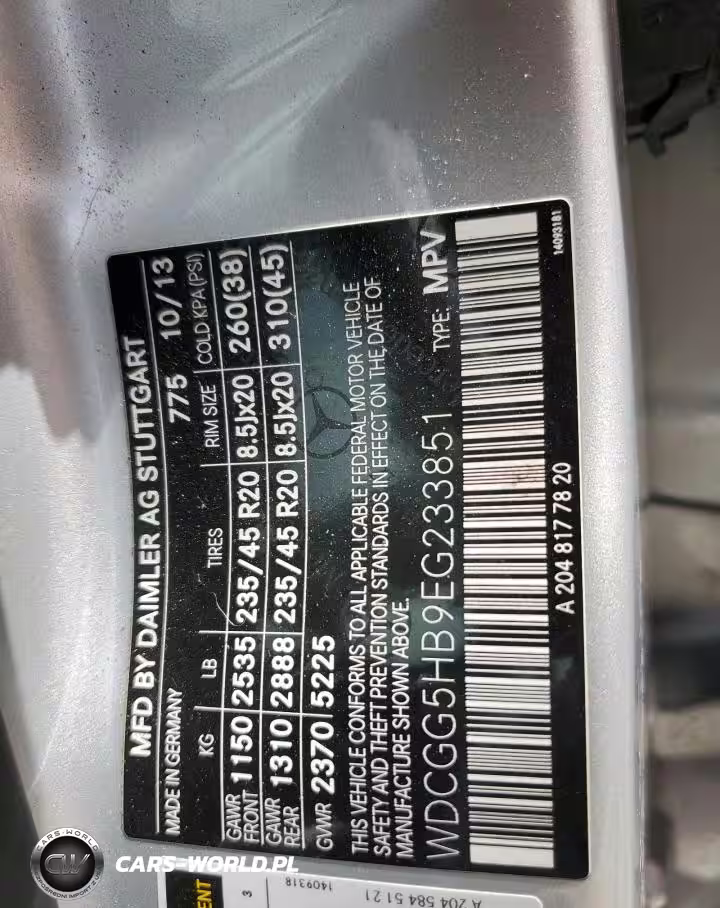 MFD BY DAIMLER AG STUTTGART
MADE IN GERMANY 775 10/13
KG LB TIRES RIM SIZE COLD KPA (PSI)
GAWR FRONT 1150 2535 235/45 R20 8.5Jx20 260(38)
GAWR REAR 1310 2888 235/45 R20 8.5Jx20 310(45)
GVWR 2370 5225
THIS VEHICLE CONFORMS TO ALL APPLICABLE FEDERAL MOTOR VEHICLE
SAFETY AND THEFT PREVENTION STANDARDS IN EFFECT ON THE DATE OF
MANUFACTURE SHOWN ABOVE.
WDCGG5HB9EG233851 TYPE: MPV
A 204 817 78 20
14093181
3
1409318
A 204 584 51 21
CARS-WORLD
CW
CARS-WORLD.PL